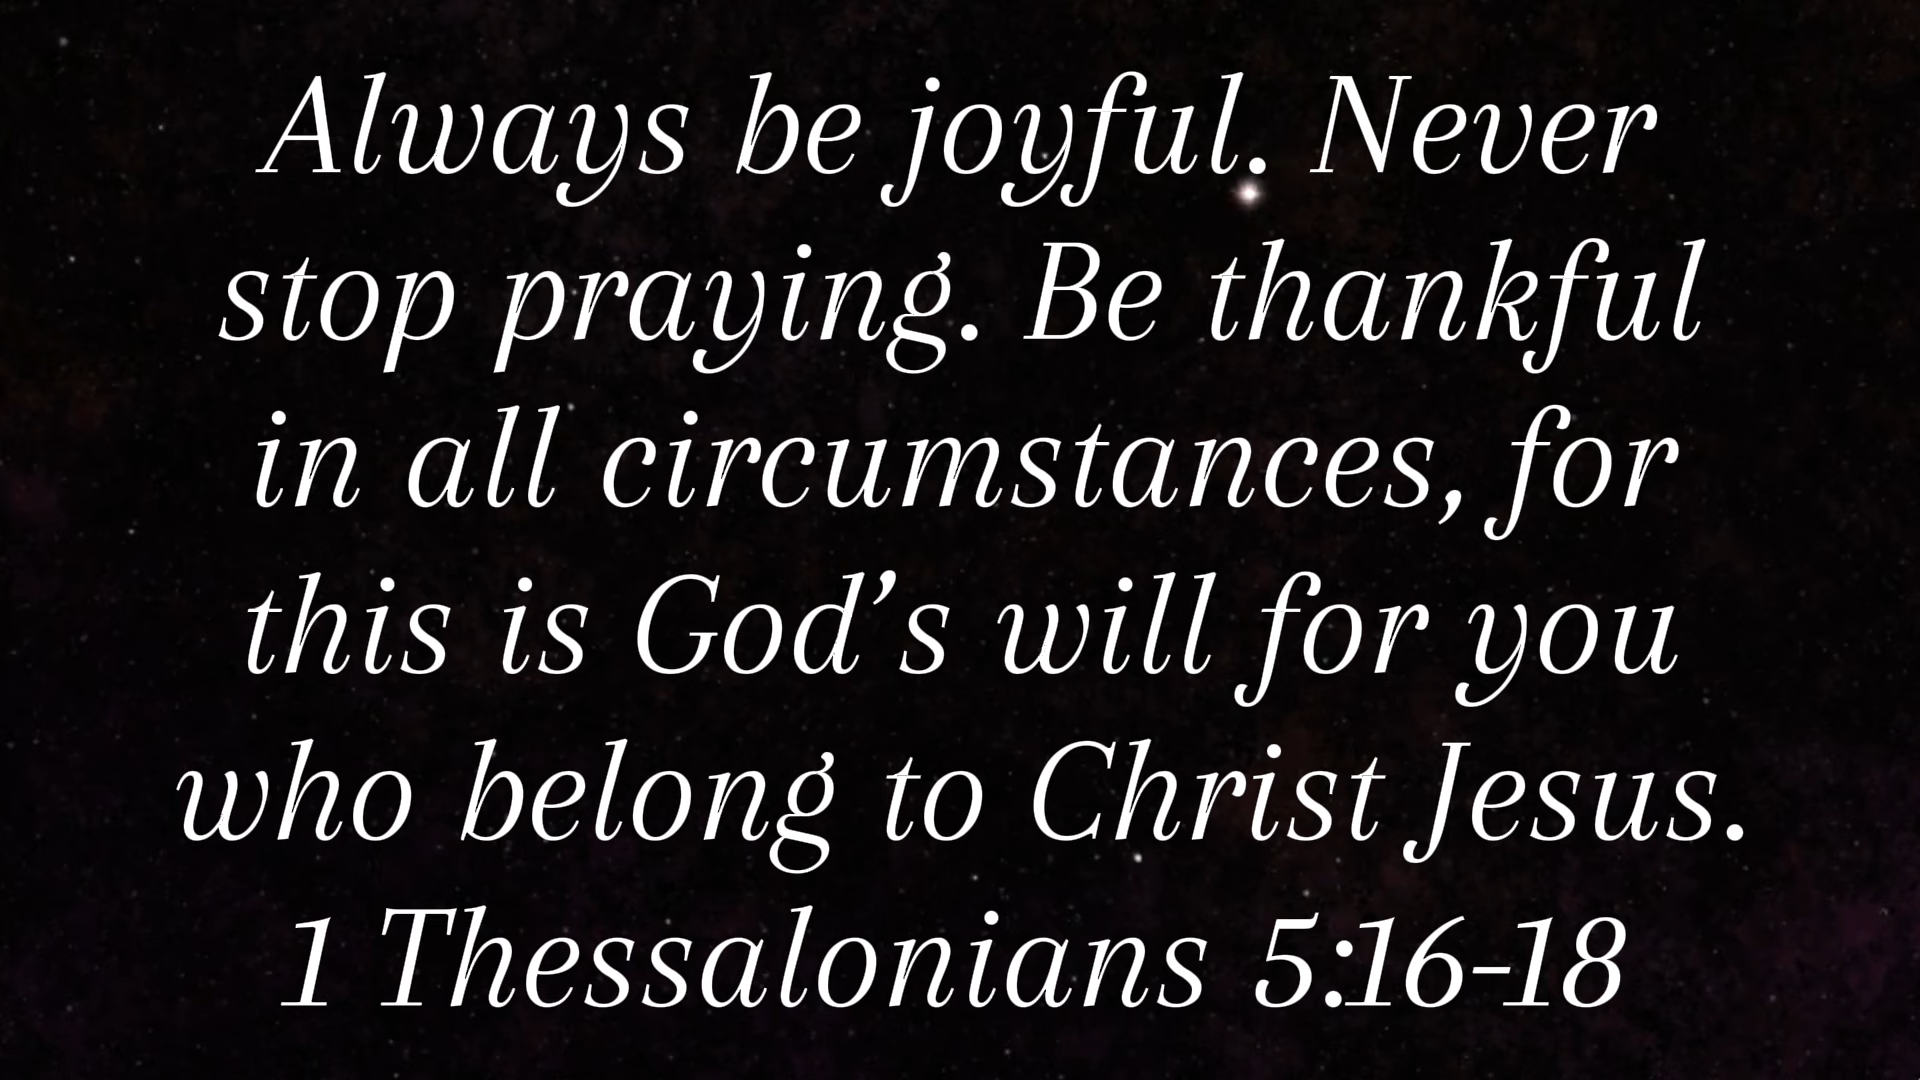 Always be joyful. Never
stop praying. Be thankful
in all circumstances, for
this is God’s will for you
who belong to Christ Jesus.
1 Thessalonians 5:16-18